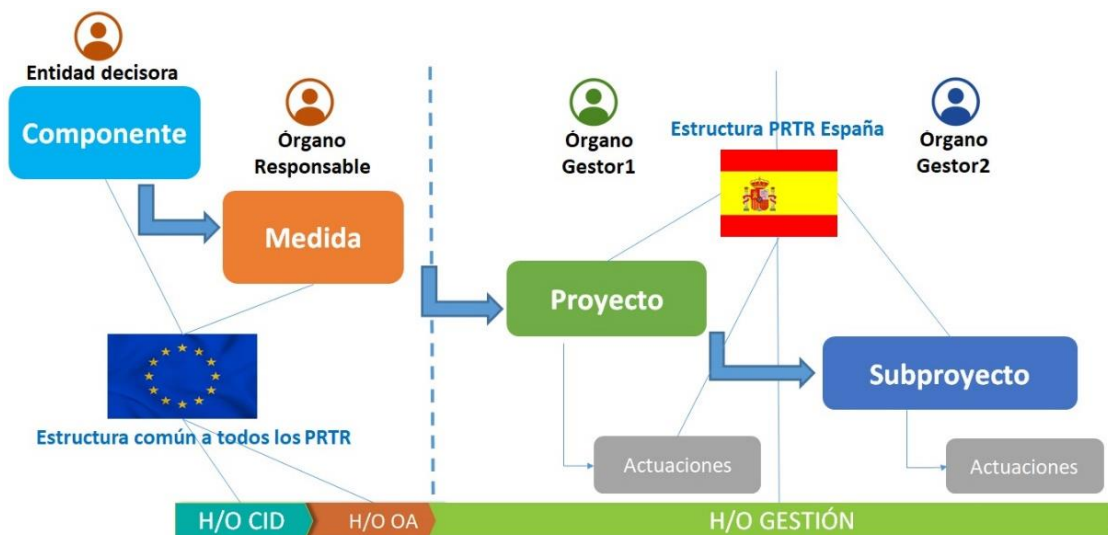 Entidad decisora
Componente
Órgano
Responsable
Medida
Estructura común a todos los PRTR
Órgano
Gestor1
Estructura PRTR España
Órgano
Gestor2
Proyecto
Subproyecto
Actuaciones
Actuaciones
H/O CID
H/O OA
H/O GESTIÓN